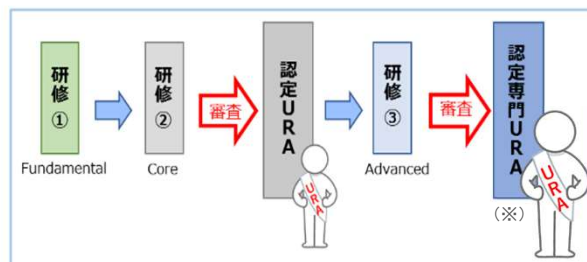 研修①
Fundamental
研修②
Core
審査
認定URA
URA
研修③
Advanced
審査
認定専門URA
(※)
URA